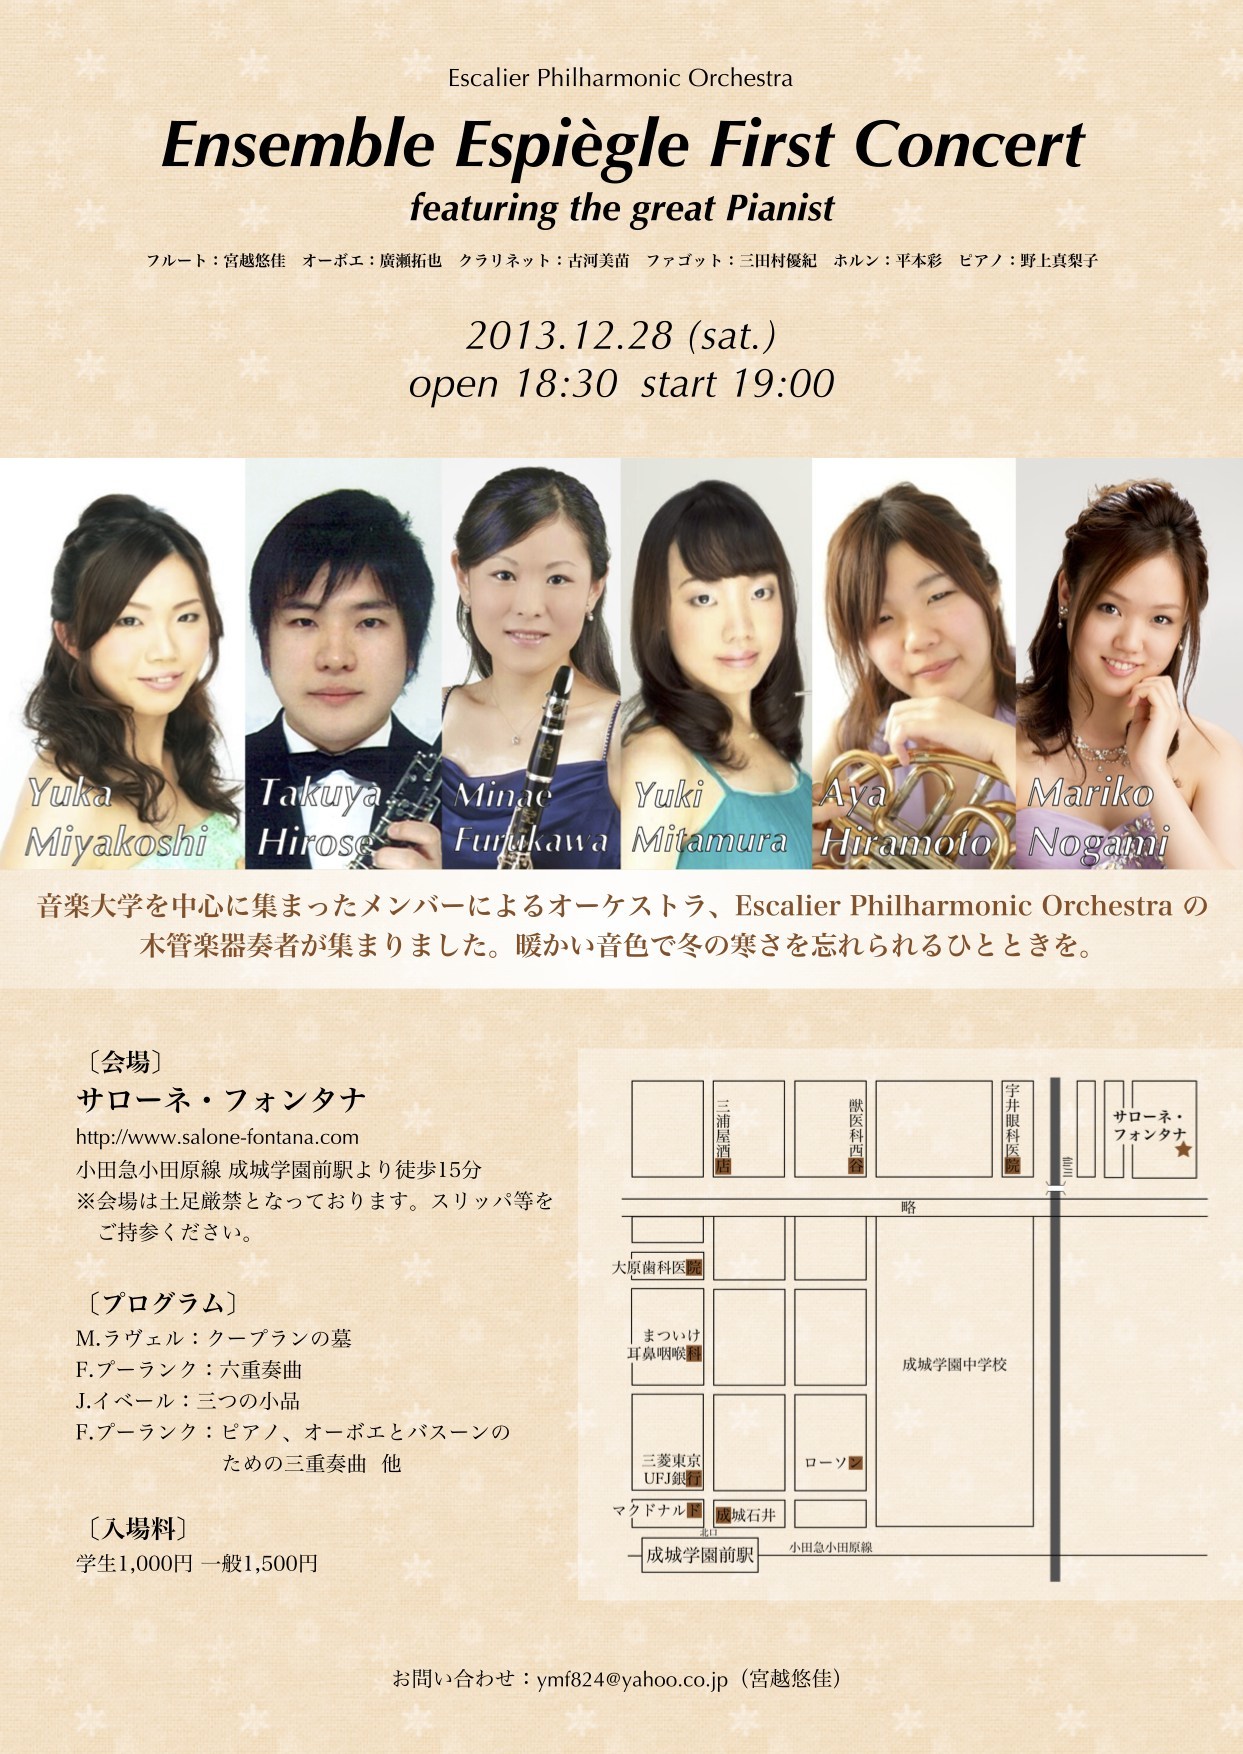 Escalier Philharmonic Orchestra
Ensemble Espiègle First Concert
featuring the great Pianist
フルート：宮越悠佳　オーボエ：廣瀬拓也　クラリネット：古河美苗　ファゴット：三田村優紀　ホルン：平本彩　ピアノ：野上真梨子
2013.12.28 (sat.)
open 18:30 start 19:00
Yuka
Miyakoshi
Takuya
Hirose
Minae
Furukawa
Yuki
Mitamura
Aya
Hiramoto
Mariko
Nogami
音楽大学を中心に集まったメンバーによるオーケストラ、Escalier Philharmonic Orchestra の
木管楽器奏者が集まりました。暖かい音色で冬の寒さを忘れられるひとときを。
〔会場〕
サローネ・フォンタナ
http://www.salone-fontana.com
小田急小田原線 成城学園前駅より徒歩15分
※会場は土足厳禁となっております。スリッパ等を
ご持参ください。
〔プログラム〕
M.ラヴェル：クープランの墓
F.プーランク：六重奏曲
J.イベール：三つの小品
F.プーランク：ピアノ、オーボエとバスーンの
ための三重奏曲 他
〔入場料〕
学生1,000円 一般1,500円
三浦屋酒店
獣医科西谷
宇井眼科医院
仙川
サローネ・
フォンタナ
略
大原歯科医院
まついけ
耳鼻咽喉科
成城学園中学校
三菱東京
UFJ銀行
ローソン
マクドナルド
成城石井
北口
成城学園前駅
小田急小田原線
お問い合わせ：ymf824@yahoo.co.jp（宮越悠佳）